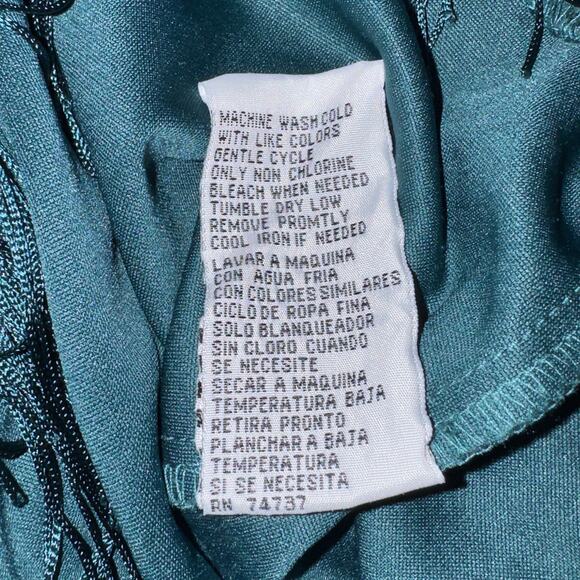 MACHINE WASH COLD
WITH LIKE COLORS
GENTLE CYCLE
ONLY NON CHLORINE
BLEACH WHEN NEEDED
TUMBLE DRY LOW
REMOVE PROMTLY
COOL IRON IF NEEDED
LAVAR A MAQUINA
CON AGUA FRIA
CON COLORES SIMILARES
CICLO DE ROPA FINA
SOLO BLANQUEADOR
SIN CLORO CUANDO
SE NECESITE
SECAR A MAQUINA
TEMPERATURA BAJA
RETIRA PRONTO
PLANCHAR A BAJA
TEMPERATURA
SI SE NECESITA
RN 74737